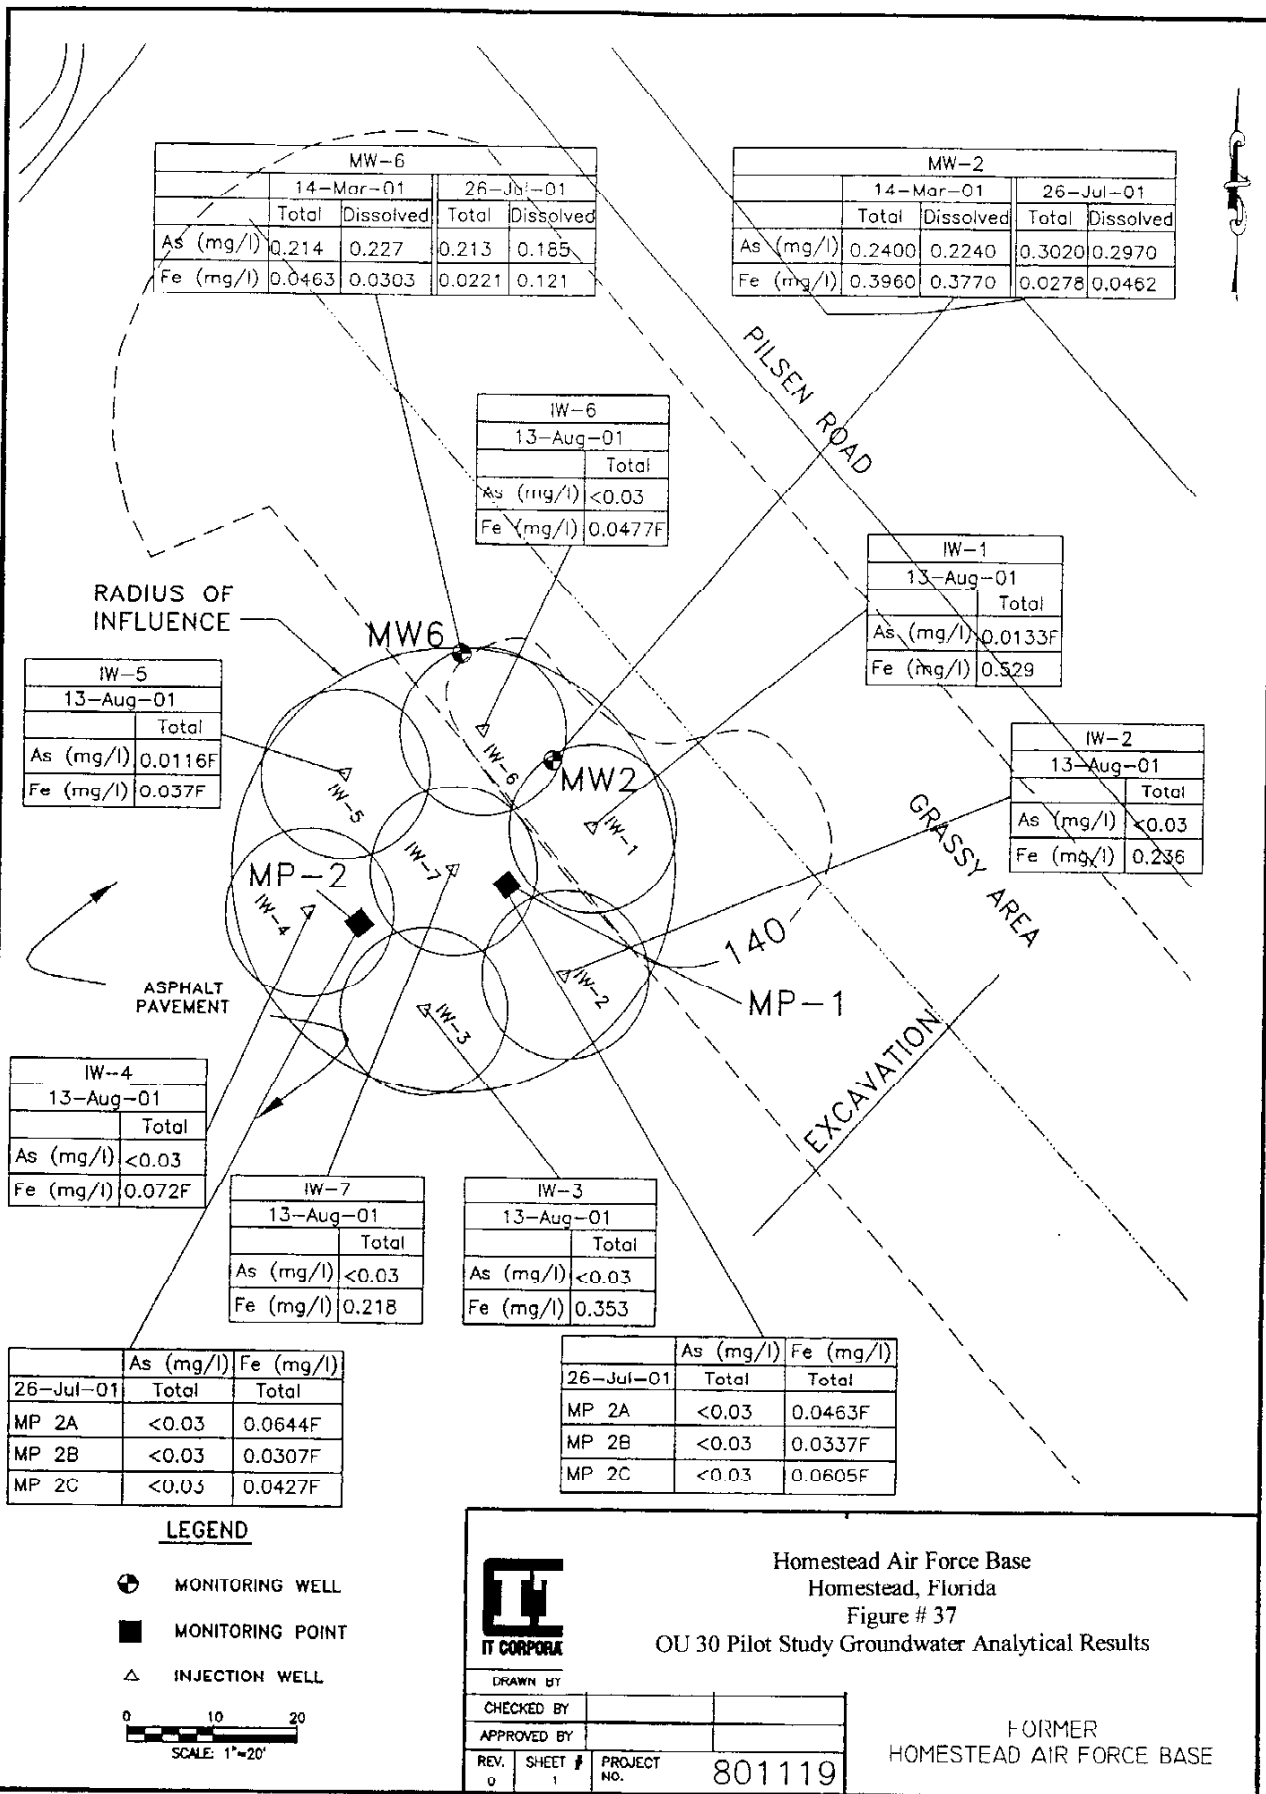 MW-6
14-Mar-01 26-Jul-01
Total Dissolved Total Dissolved
As (mg/l) 0.214 0.227 0.213 0.185
Fe (mg/l) 0.0463 0.0303 0.0221 0.121
MW-2
14-Mar-01 26-Jul-01
Total Dissolved Total Dissolved
As (mg/l) 0.2400 0.2240 0.3020 0.2970
Fe (mg/l) 0.3960 0.3770 0.0278 0.0462
PILSEN ROAD
IW-6
13-Aug-01
Total
As (mg/l) <0.03
Fe (mg/l) 0.0477F
IW-1
13-Aug-01
Total
As (mg/l) 0.0133F
Fe (mg/l) 0.529
RADIUS OF
INFLUENCE
MW6
IW-5
13-Aug-01
Total
As (mg/l) 0.0116F
Fe (mg/l) 0.037F
IW-2
13-Aug-01
Total
As (mg/l) <0.03
Fe (mg/l) 0.236
IW-6
MW2
IW-5
IW-1
GRASSY AREA
IW-7
MP-2
IW-4
140
IW-2
MP-1
IW-3
ASPHALT
PAVEMENT
EXCAVATION
IW-4
13-Aug-01
Total
As (mg/l) <0.03
Fe (mg/l) 0.072F
IW-7
13-Aug-01
Total
As (mg/l) <0.03
Fe (mg/l) 0.218
IW-3
13-Aug-01
Total
As (mg/l) <0.03
Fe (mg/l) 0.353
As (mg/l) Fe (mg/l)
26-Jul-01 Total Total
MP 2A <0.03 0.0644F
MP 2B <0.03 0.0307F
MP 2C <0.03 0.0427F
As (mg/l) Fe (mg/l)
26-Jul-01 Total Total
MP 2A <0.03 0.0463F
MP 2B <0.03 0.0337F
MP 2C <0.03 0.0605F
LEGEND
MONITORING WELL
MONITORING POINT
INJECTION WELL
0 10 20
SCALE: 1"=20'
IT CORPORA
Homestead Air Force Base
Homestead, Florida
Figure # 37
OU 30 Pilot Study Groundwater Analytical Results
DRAWN BY
CHECKED BY
APPROVED BY
REV. SHEET # PROJECT
0 1 NO. 801119
FORMER
HOMESTEAD AIR FORCE BASE